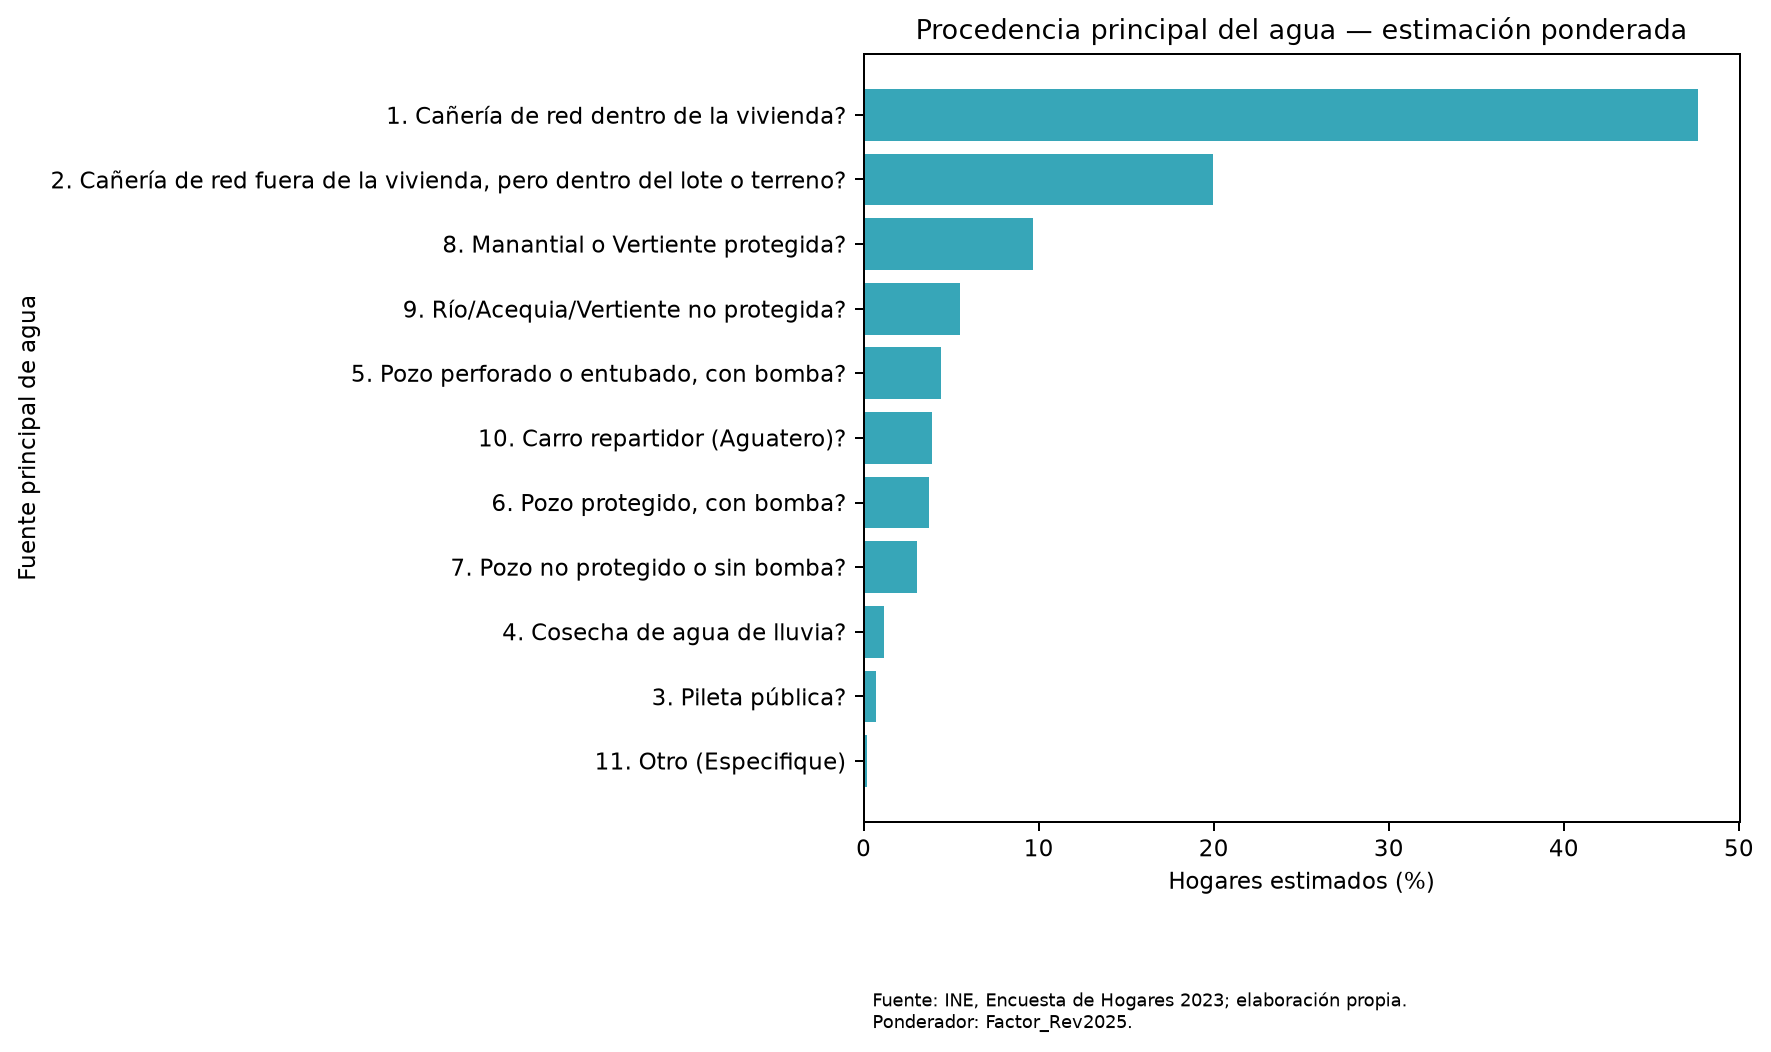 Procedencia principal del agua — estimación ponderada
Fuente principal de agua
1. Cañería de red dentro de la vivienda?
2. Cañería de red fuera de la vivienda, pero dentro del lote o terreno?
8. Manantial o Vertiente protegida?
9. Río/Acequia/Vertiente no protegida?
5. Pozo perforado o entubado, con bomba?
10. Carro repartidor (Aguatero)?
6. Pozo protegido, con bomba?
7. Pozo no protegido o sin bomba?
4. Cosecha de agua de lluvia?
3. Pileta pública?
11. Otro (Especifique)
0 10 20 30 40 50
Hogares estimados (%)
Fuente: INE, Encuesta de Hogares 2023; elaboración propia.
Ponderador: Factor_Rev2025.